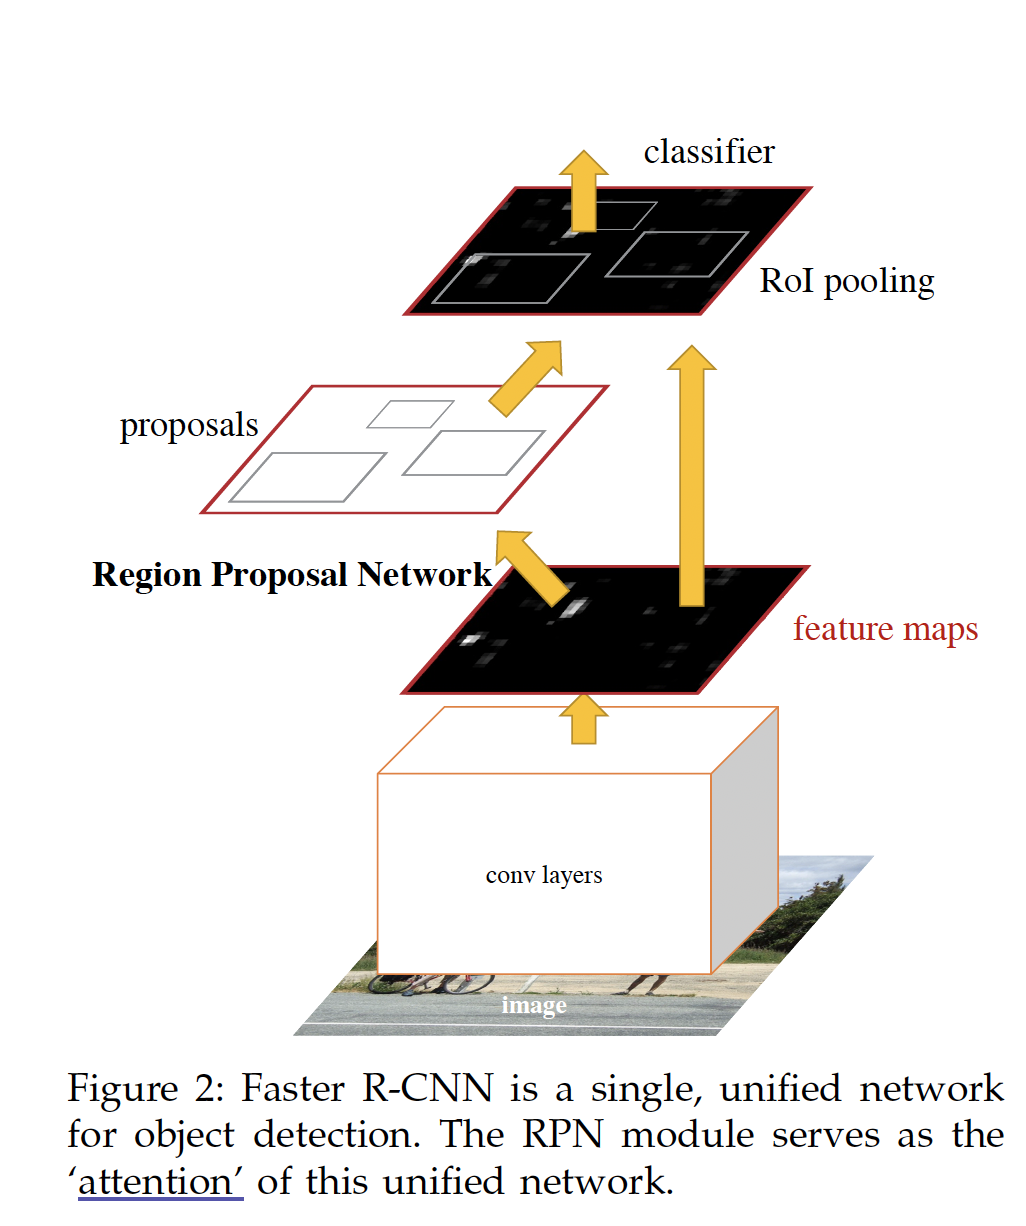 classifier
RoI pooling
proposals
Region Proposal Network
feature maps
conv layers
image
Figure 2: Faster R-CNN is a single, unified network
for object detection. The RPN module serves as the
‘attention’ of this unified network.